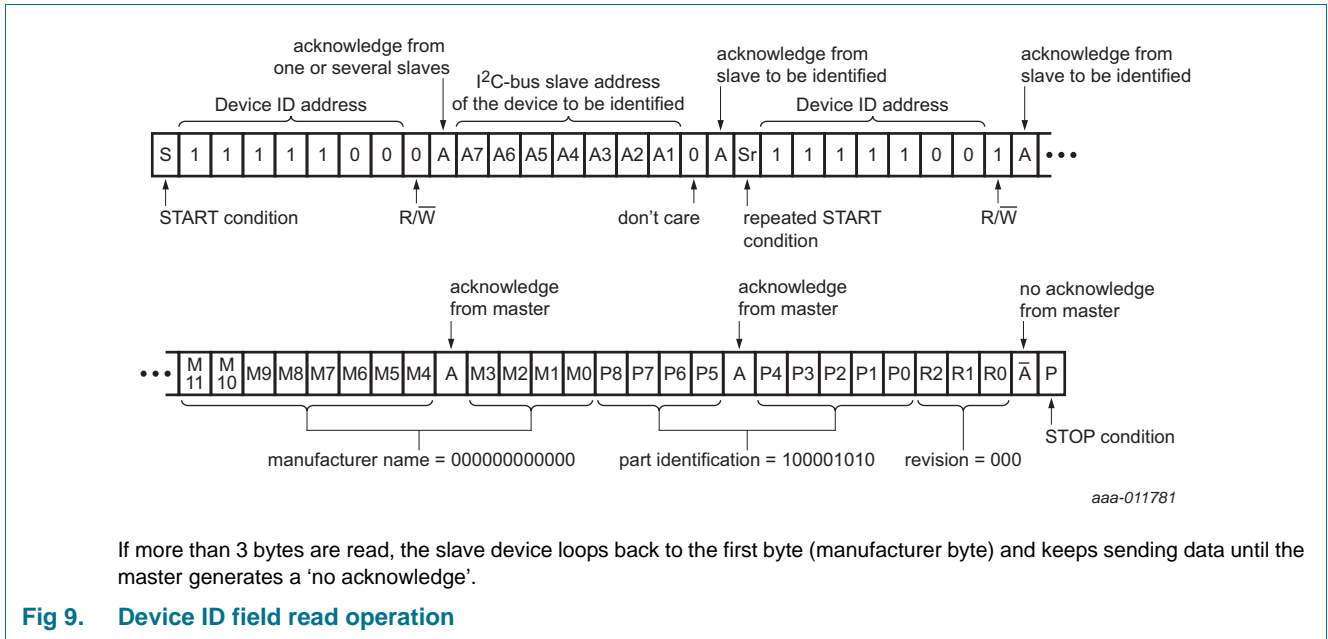 acknowledge from
one or several slaves
I2C-bus slave address
of the device to be identified
acknowledge from
slave to be identified
acknowledge from
slave to be identified
Device ID address
Device ID address
S 1 1 1 1 1 0 0 0 A A7 A6 A5 A4 A3 A2 A1 0 A Sr 1 1 1 1 1 0 0 1 A •••
START condition
R/W̅
don't care
repeated START
condition
R/W̅
acknowledge
from master
acknowledge
from master
no acknowledge
from master
••• M11 M10 M9 M8 M7 M6 M5 M4 A M3 M2 M1 M0 P8 P7 P6 P5 A P4 P3 P2 P1 P0 R2 R1 R0 A̅ P
STOP condition
manufacturer name = 000000000000
part identification = 100001010
revision = 000
aaa-011781
If more than 3 bytes are read, the slave device loops back to the first byte (manufacturer byte) and keeps sending data until the
master generates a ‘no acknowledge’.
Fig 9. Device ID field read operation